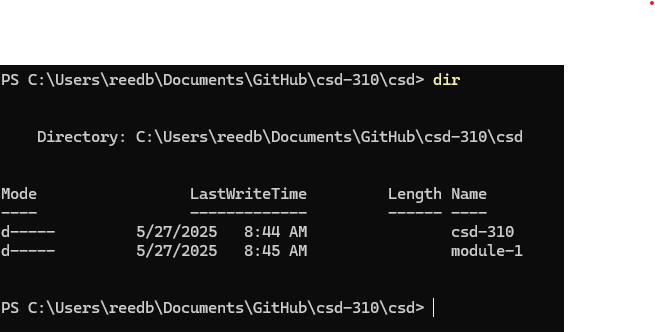 PS C:\Users\reedb\Documents\GitHub\csd-310\csd> dir
Directory: C:\Users\reedb\Documents\GitHub\csd-310\csd
Mode LastWriteTime Length Name
---- ------------- ------ ----
d----- 5/27/2025 8:44 AM csd-310
d----- 5/27/2025 8:45 AM module-1
PS C:\Users\reedb\Documents\GitHub\csd-310\csd>